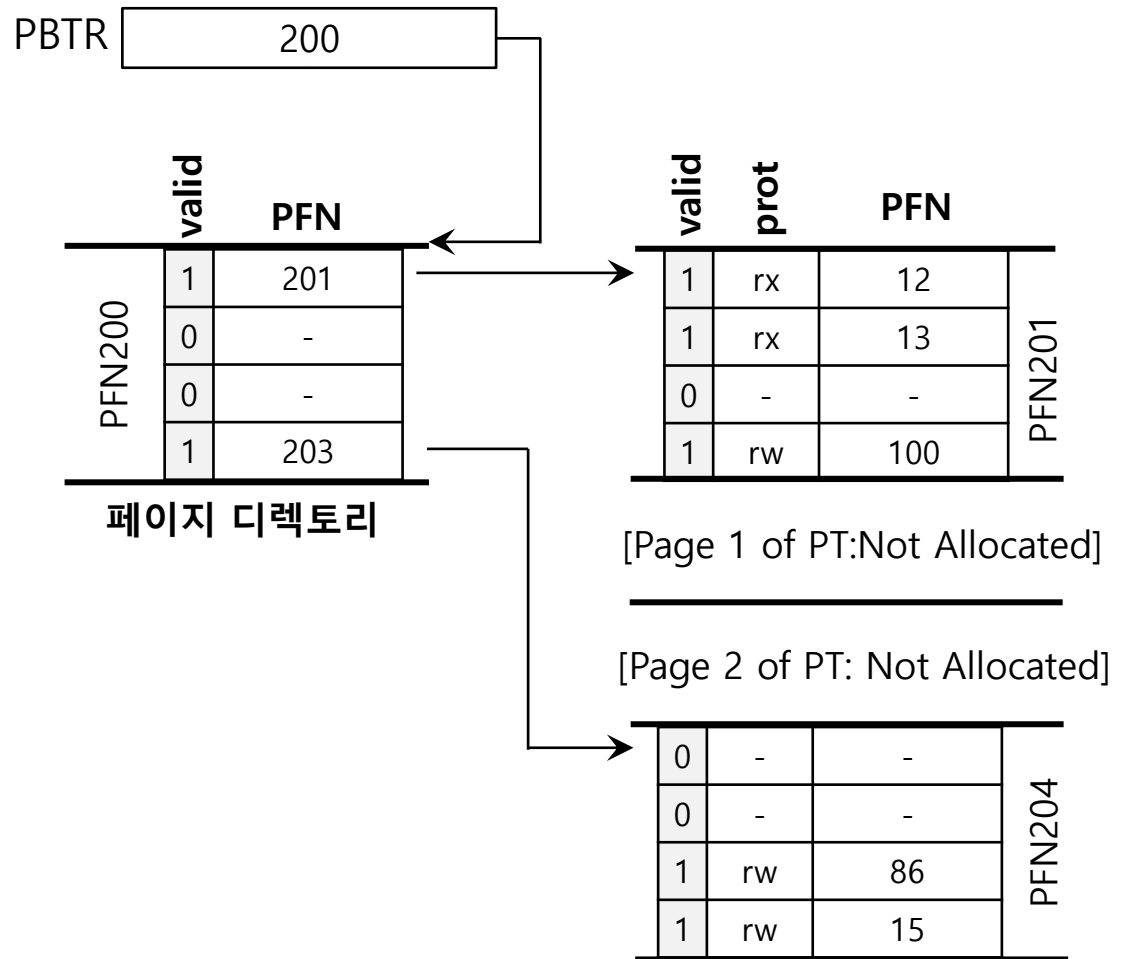 PBTR 200
valid PFN
PFN200
1 201
0 -
0 -
1 203
페이지 디렉토리
valid prot PFN
1 rx 12
1 rx 13
0 - -
1 rw 100
PFN201
[Page 1 of PT:Not Allocated]
[Page 2 of PT: Not Allocated]
0 - -
0 - -
1 rw 86
1 rw 15
PFN204